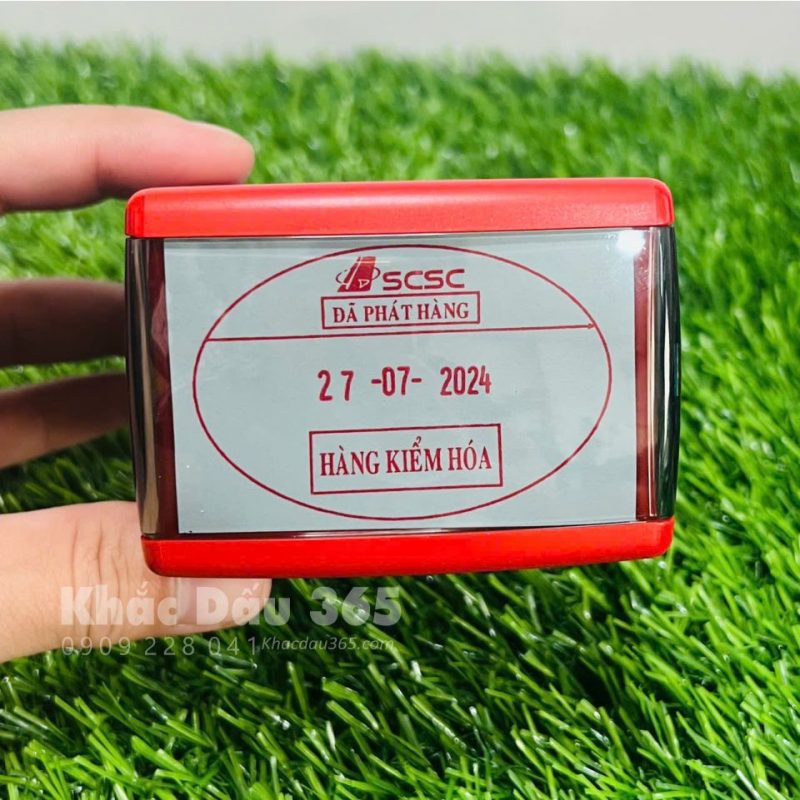 SCSC
ĐÃ PHÁT HÀNG
27 -07- 2024
HÀNG KIỂM HÓA
Khắc Dấu 365
0909 228 041 Khacdau365.com